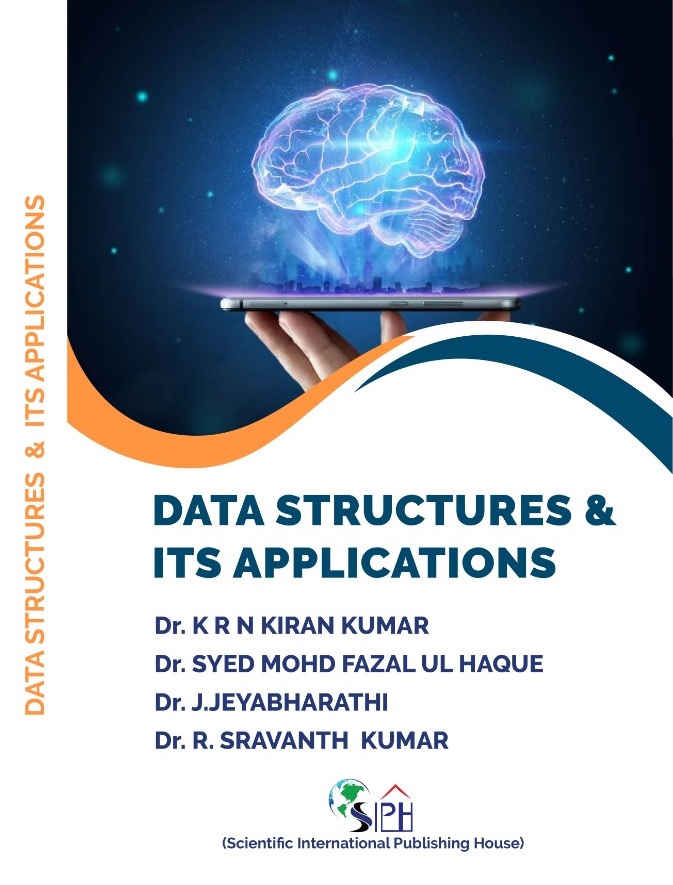 DATA STRUCTURES & ITS APPLICATIONS
DATA STRUCTURES &
ITS APPLICATIONS
Dr. K R N KIRAN KUMAR
Dr. SYED MOHD FAZAL UL HAQUE
Dr. J.JEYABHARATHI
Dr. R. SRAVANTH KUMAR
SIPH
(Scientific International Publishing House)